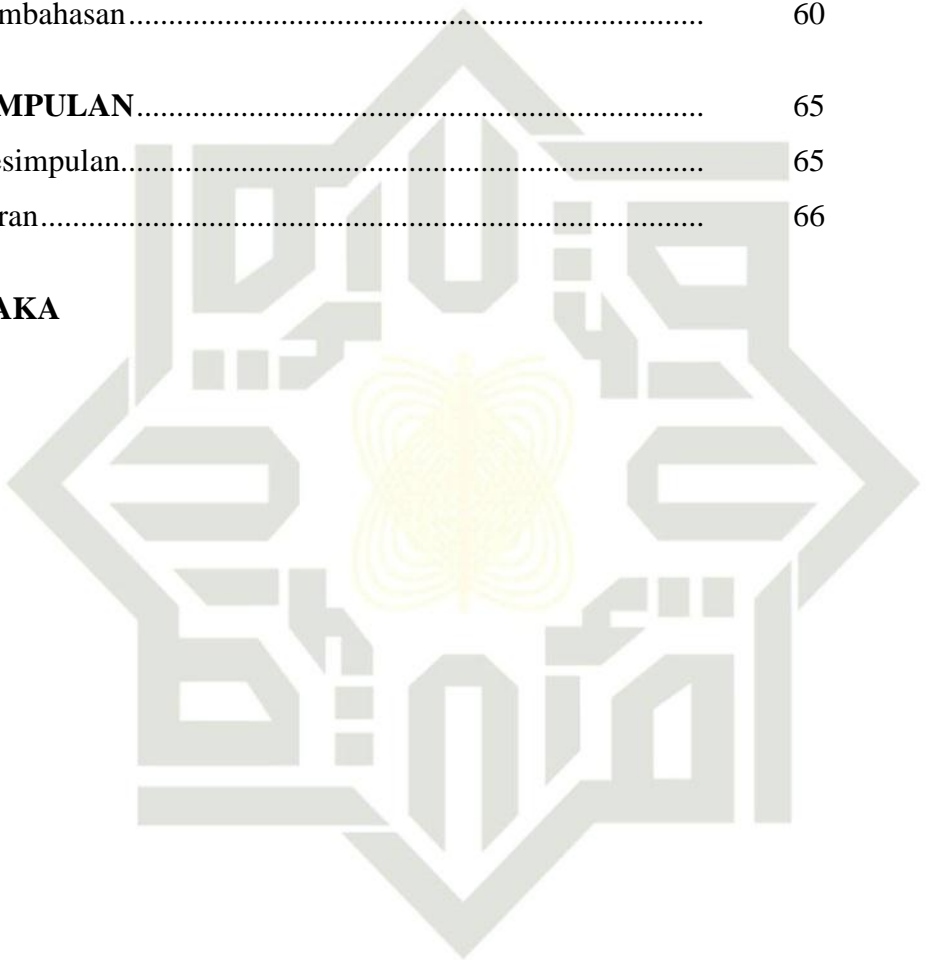 mbahasan........................................................................ 60
MPULAN....................................................................... 65
esimpulan......................................................................... 65
ran................................................................................... 66
AKA